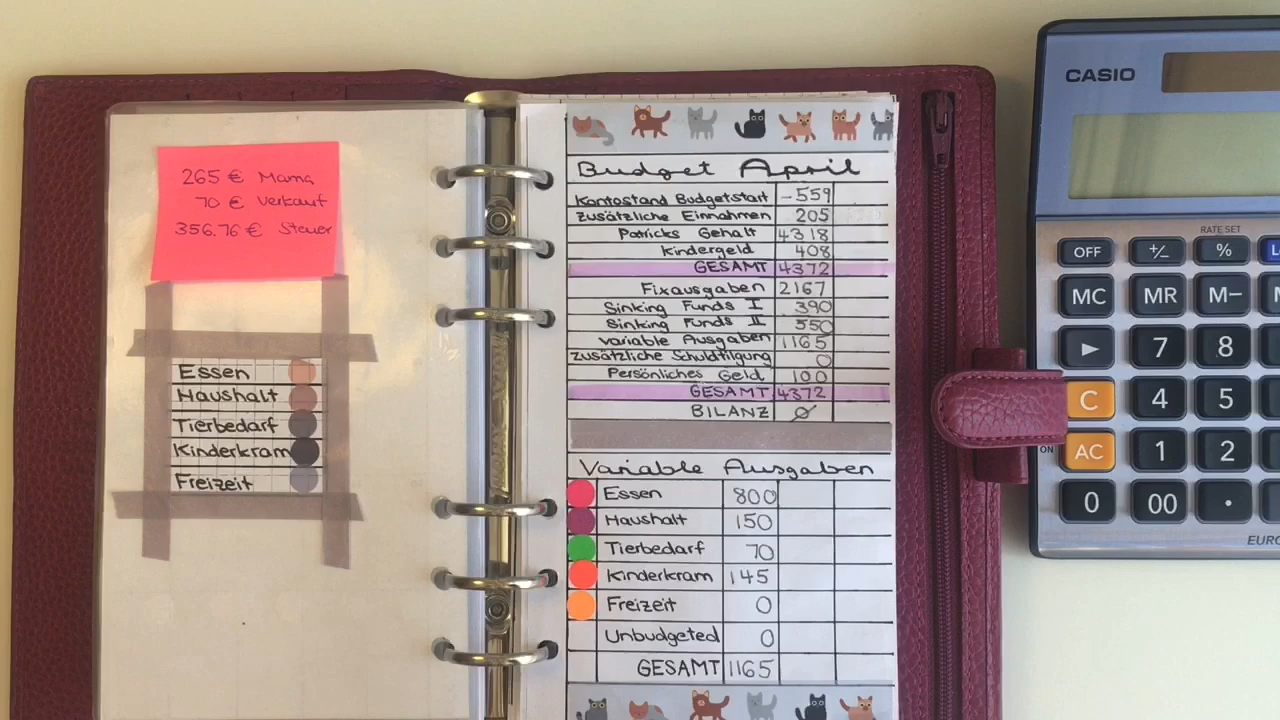 265 € Mama
70 € Verkauf
356.76 € Steuer
Essen
Haushalt
Tierbedarf
Kinderkram
Freizeit
Budget April
Kontostand Budgetstart -559
zusätzliche Einnahmen 205
Patricks Gehalt 4318
Kindergeld 408
GESAMT 4372
Fixausgaben 2167
Sinking Funds I 390
Sinking Funds II 550
variable Ausgaben 1165
zusätzliche Schuldtilgung 0
Persönliches Geld 100
GESAMT 4372
BILANZ Ø
Variable Ausgaben
Essen 800
Haushalt 150
Tierbedarf 70
Kinderkram 145
Freizeit 0
Unbudgeted 0
GESAMT 1165
CASIO
RATE SET
OFF +/- %
MC MR M-
▶ 7 8
C 4 5
ON AC 1 2
0 00 ·
EURO